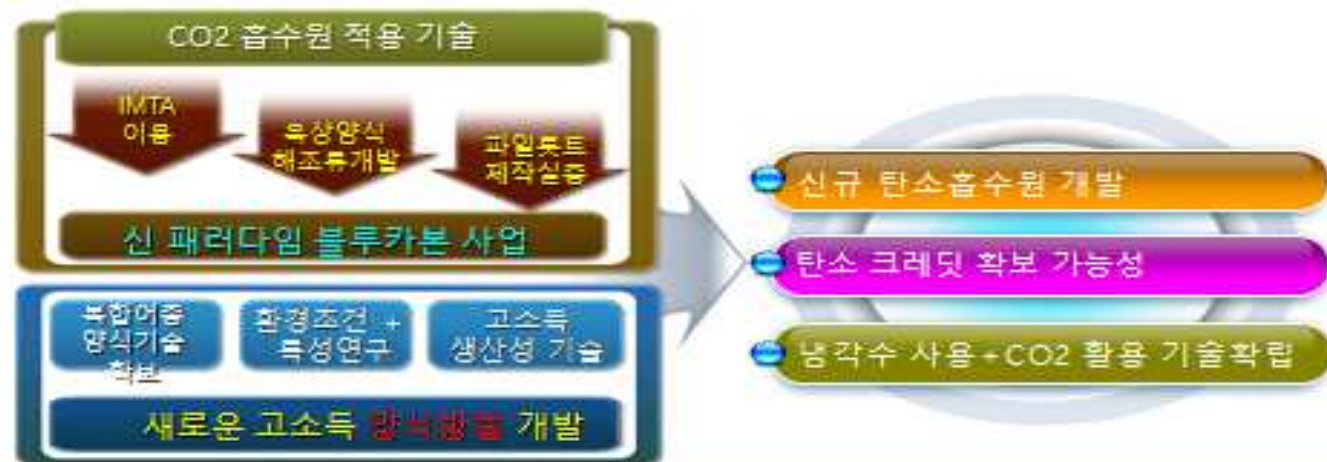 CO2 흡수원 적용 기술
IMTA
이용
육상양식
해조류개발
파일롯트
제작실증
신 패러다임 블루카본 사업
복합어종
양식기술
확보
환경조건 +
특성연구
고소득
생산성 기술
새로운 고소득 양식방법 개발
신규 탄소흡수원 개발
탄소 크레딧 확보 가능성
냉각수 사용+CO2 활용 기술확립